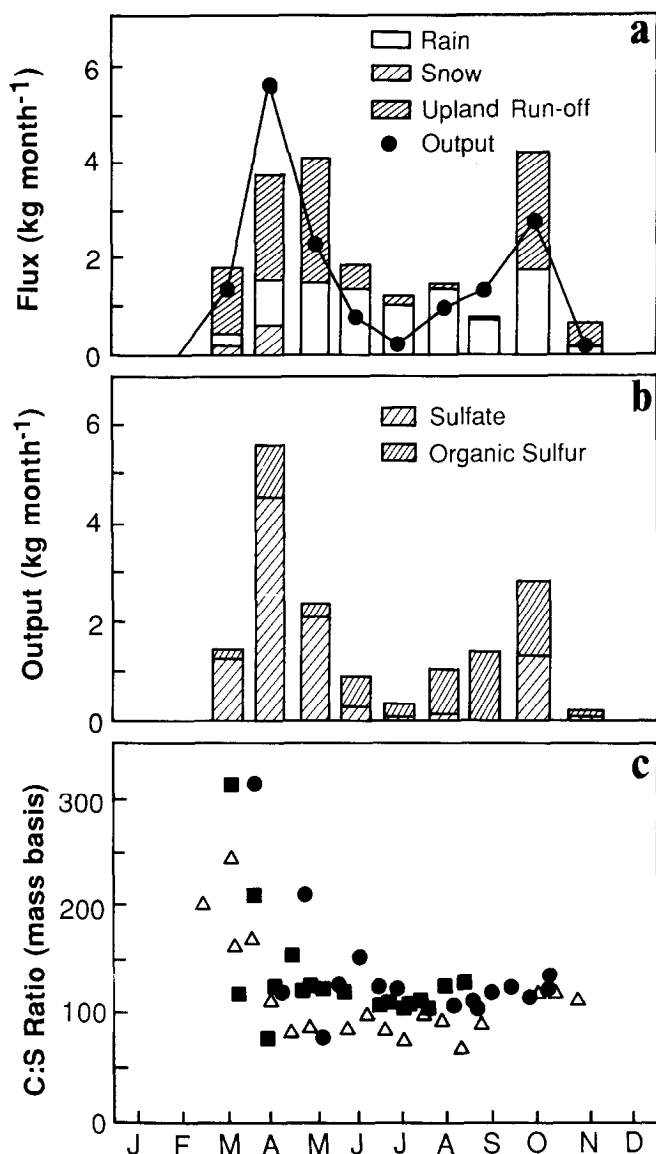 a
Rain
Snow
Upland Run-off
Output
Flux (kg month-1)
6
4
2
0
b
Sulfate
Organic Sulfur
Output (kg month-1)
6
4
2
0
c
C:S Ratio (mass basis)
300
200
100
0
J F M A M J J A S O N D